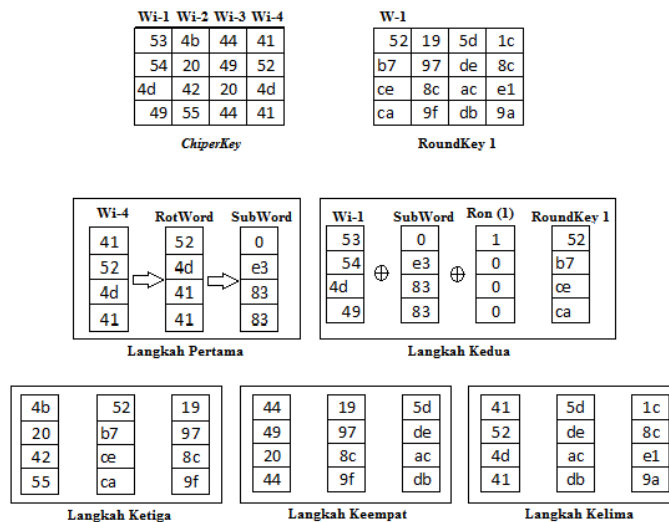 Wi-1 Wi-2 Wi-3 Wi-4
53 4b 44 41
54 20 49 52
4d 42 20 4d
49 55 44 41
ChiperKey
W-1
52 19 5d 1c
b7 97 de 8c
ce 8c ac e1
ca 9f db 9a
RoundKey 1
Wi-4 RotWord SubWord
41 52 0
52 4d e3
4d 41 83
41 41 83
Langkah Pertama
Wi-1 SubWord Ron (1) RoundKey 1
53 0 1 52
54 e3 0 b7
4d 83 0 ce
49 83 0 ca
Langkah Kedua
4b 52 19
20 b7 97
42 ce 8c
55 ca 9f
Langkah Ketiga
44 19 5d
49 97 de
20 8c ac
44 9f db
Langkah Keempat
41 5d 1c
52 de 8c
4d ac e1
41 db 9a
Langkah Kelima